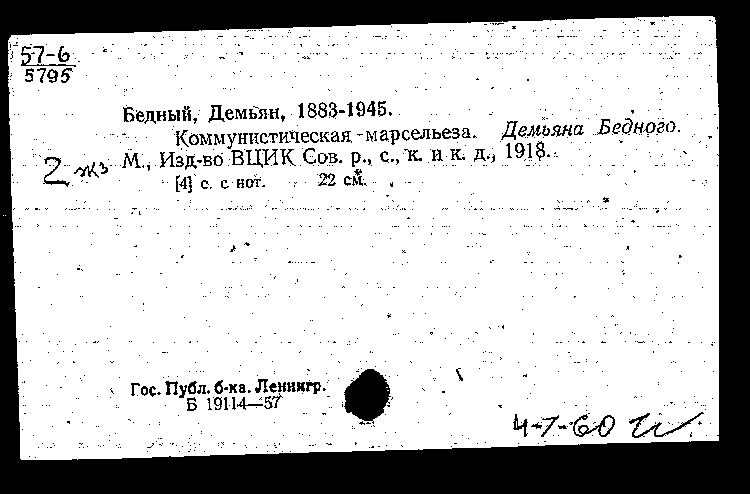 57-6
5795
Бедный, Демьян, 1883-1945.
Коммунистическая марсельеза. Демьяна Бедного.
2 экз М., Изд-во ВЦИК Сов. р., с., к. и к. д., 1918.
[4] с. с нот. 22 см.
Гос. Публ. б-ка. Ленингр.
Б 19114—57
4-7-60